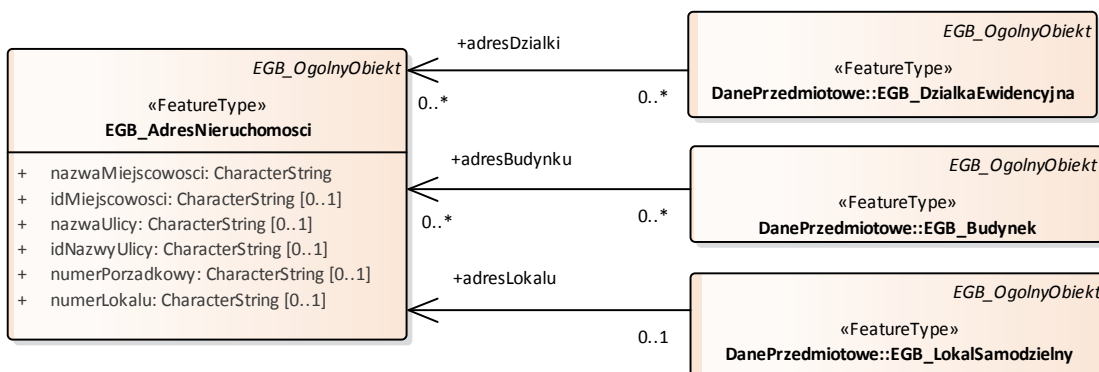 EGB_OgolnyObiekt
«FeatureType»
EGB_AdresNieruchomosci
+ nazwaMiejscowosci: CharacterString
+ idMiejscowosci: CharacterString [0..1]
+ nazwaUlicy: CharacterString [0..1]
+ idNazwyUlicy: CharacterString [0..1]
+ numerPorzadkowy: CharacterString [0..1]
+ numerLokalu: CharacterString [0..1]
+adresDzialki
0..*
0..*
EGB_OgolnyObiekt
«FeatureType»
DanePrzedmiotowe::EGB_DzialkaEwidencyjna
+adresBudynku
0..*
0..*
EGB_OgolnyObiekt
«FeatureType»
DanePrzedmiotowe::EGB_Budynek
+adresLokalu
0..1
EGB_OgolnyObiekt
«FeatureType»
DanePrzedmiotowe::EGB_LokalSamodzielny